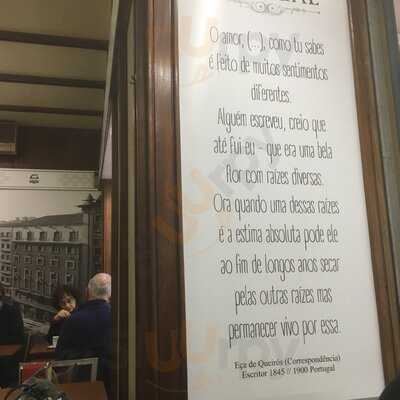 O amor, (...), como tu sabes
é feito de muitos sentimentos
diferentes.
Alguém escreveu, creio que
até fui eu - que era uma bela
flor com raízes diversas.
Ora quando uma dessas raízes
é a estima absoluta pode ele
ao fim de longos anos secar
pelas outras raízes mas
permanecer vivo por essa.
Eça de Queirós (Correspondência)
Escritor 1845 // 1900 Portugal